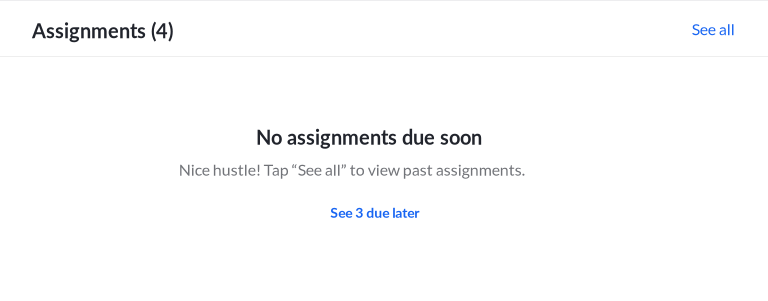 Assignments (4)
See all
No assignments due soon
Nice hustle! Tap “See all” to view past assignments.
See 3 due later